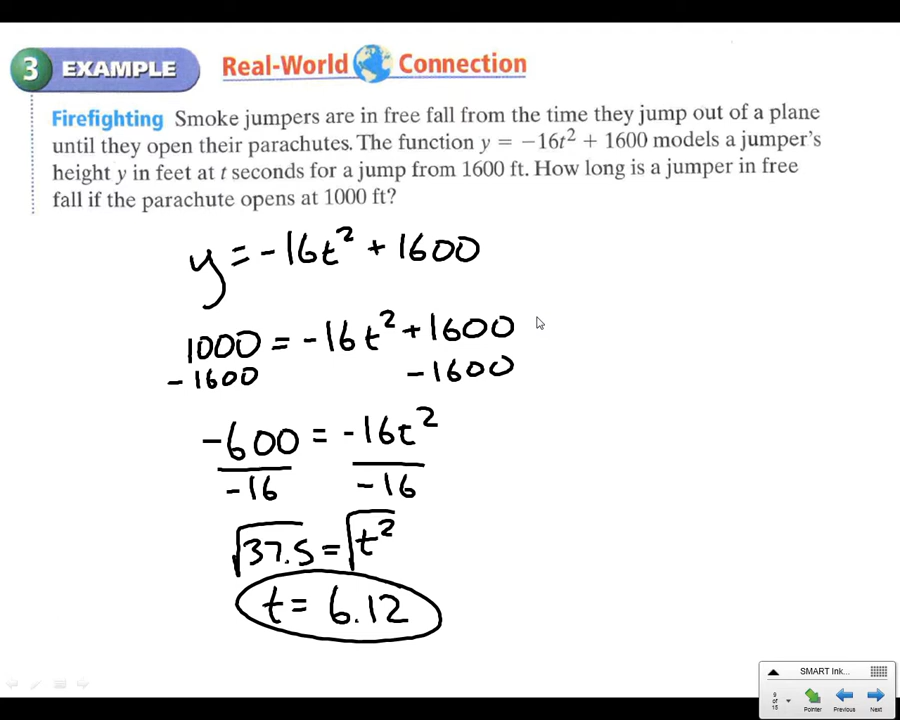 3 EXAMPLE Real-World Connection
Firefighting Smoke jumpers are in free fall from the time they jump out of a plane
until they open their parachutes. The function y = −16t² + 1600 models a jumper's
height y in feet at t seconds for a jump from 1600 ft. How long is a jumper in free
fall if the parachute opens at 1000 ft?
y = -16t² + 1600
1000 = -16t² + 1600
-1600 -1600
-600 = -16t²
-16 -16
√37.5 = √t²
t = 6.12
SMART Ink...
9 of 15 Pointer Previous Next